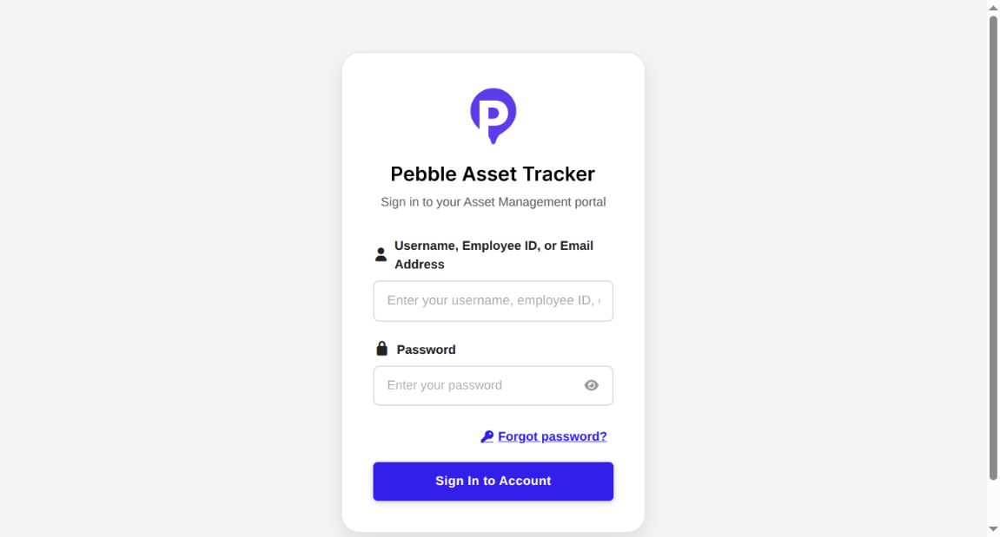 P
Pebble Asset Tracker
Sign in to your Asset Management portal
Username, Employee ID, or Email
Address
Enter your username, employee ID,
Password
Enter your password
Forgot password?
Sign In to Account